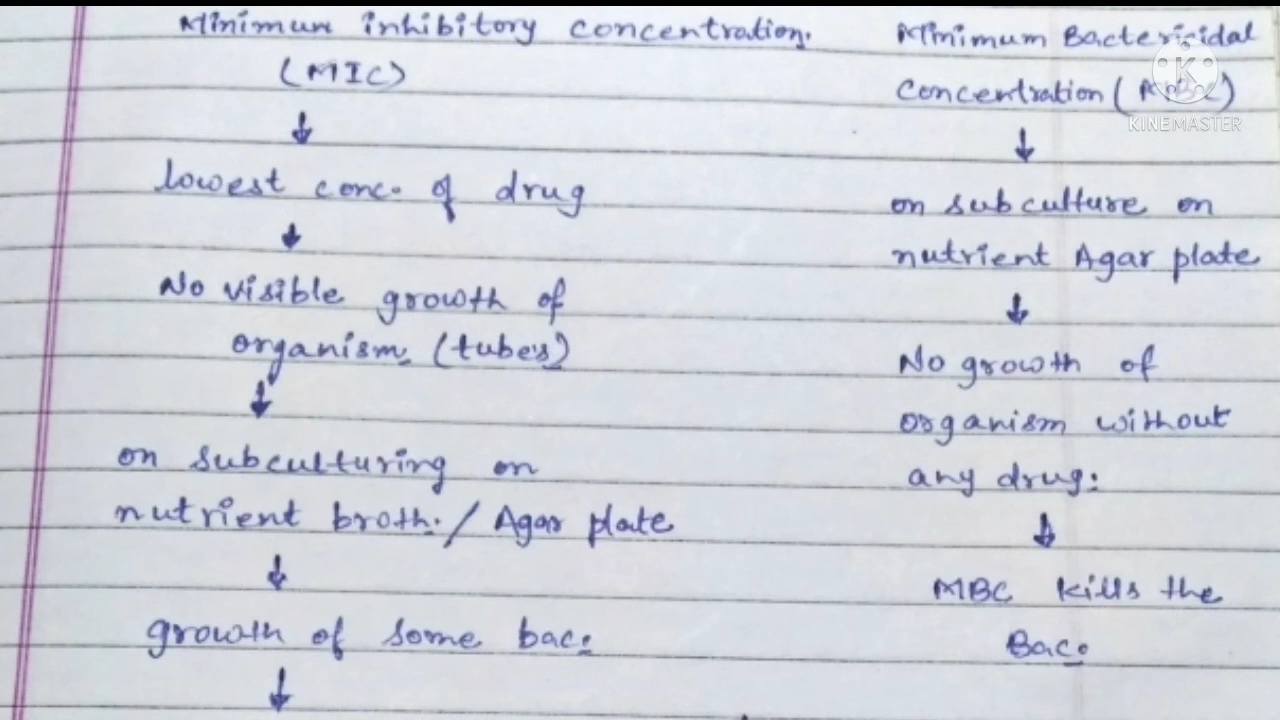 Minimum inhibitory concentration.
(MIC)
↓
lowest conc. of drug
↓
No visible growth of
organism. (tubes)
↓
on subculturing on
nutrient broth. / Agar plate
↓
growth of some bac.
↓
Minimum Bactericidal
Concentration (MBC)
↓
on subculture on
nutrient Agar plate
↓
No growth of
organism without
any drug.
↓
MBC kills the
Bac.
K
KINEMASTER